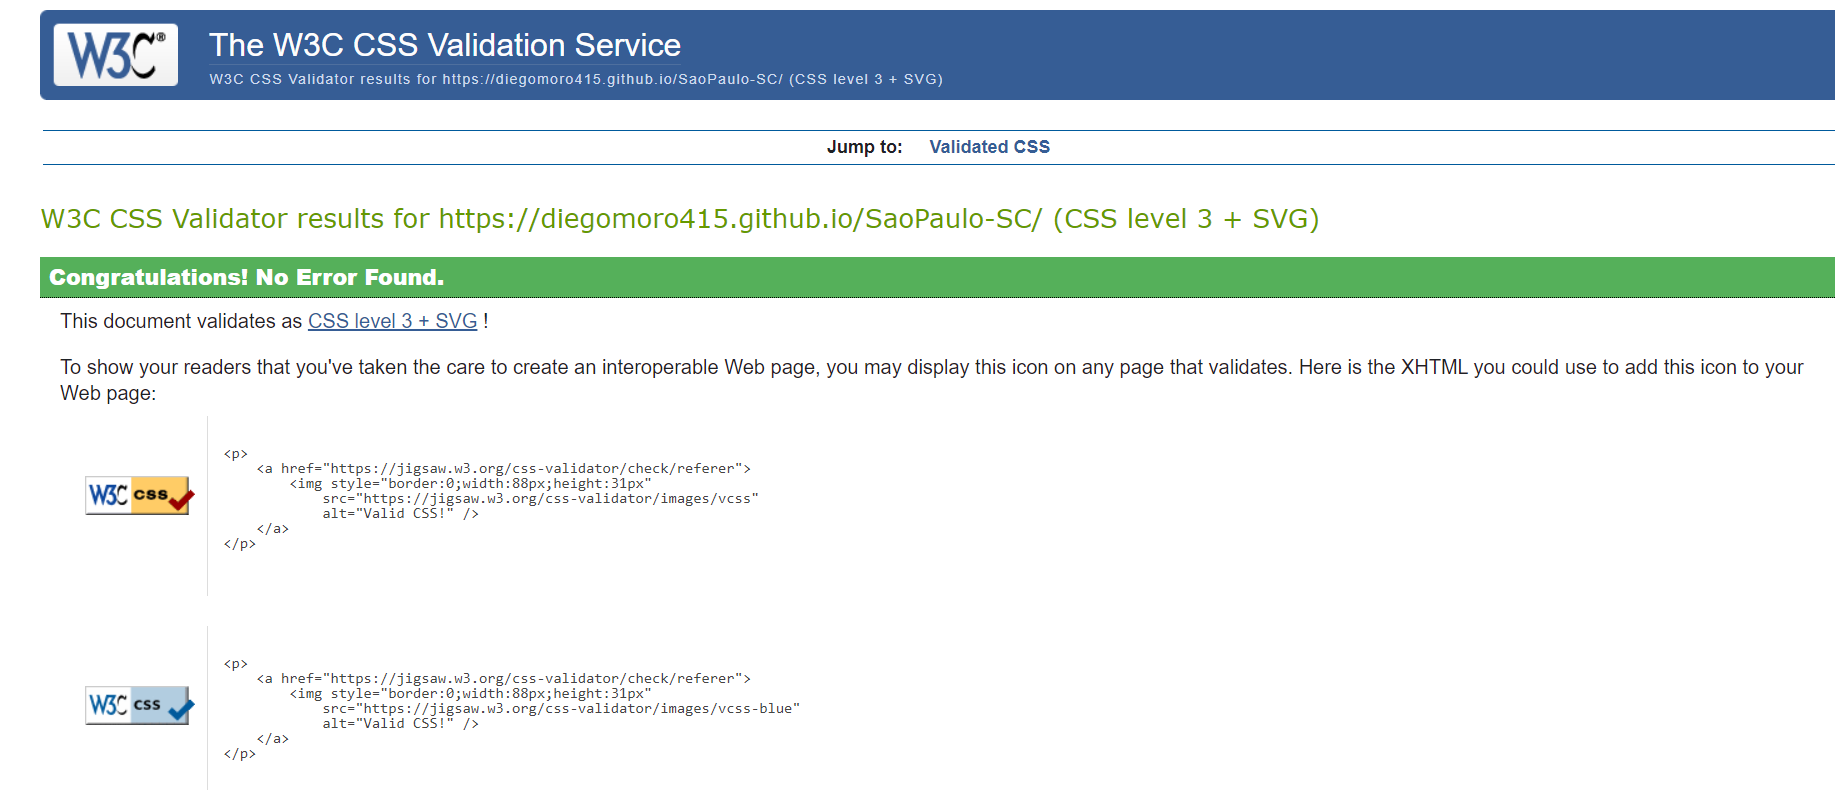 W3C®
The W3C CSS Validation Service
W3C CSS Validator results for https://diegomoro415.github.io/SaoPaulo-SC/ (CSS level 3 + SVG)
Jump to: Validated CSS
W3C CSS Validator results for https://diegomoro415.github.io/SaoPaulo-SC/ (CSS level 3 + SVG)
Congratulations! No Error Found.
This document validates as CSS level 3 + SVG !
To show your readers that you've taken the care to create an interoperable Web page, you may display this icon on any page that validates. Here is the XHTML you could use to add this icon to your
Web page:
W3C css
<p>
<a href="https://jigsaw.w3.org/css-validator/check/referer">
<img style="border:0;width:88px;height:31px"
src="https://jigsaw.w3.org/css-validator/images/vcss"
alt="Valid CSS!" />
</a>
</p>
W3C css
<p>
<a href="https://jigsaw.w3.org/css-validator/check/referer">
<img style="border:0;width:88px;height:31px"
src="https://jigsaw.w3.org/css-validator/images/vcss-blue"
alt="Valid CSS!" />
</a>
</p>